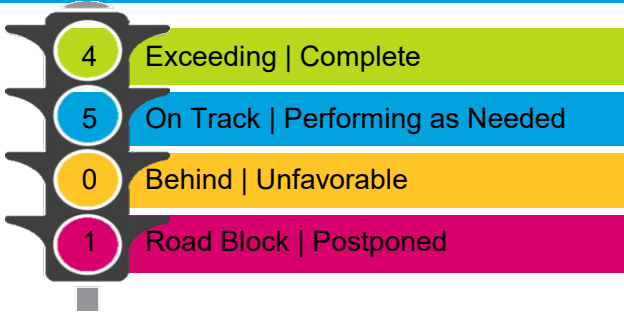 4 Exceeding | Complete
5 On Track | Performing as Needed
0 Behind | Unfavorable
1 Road Block | Postponed